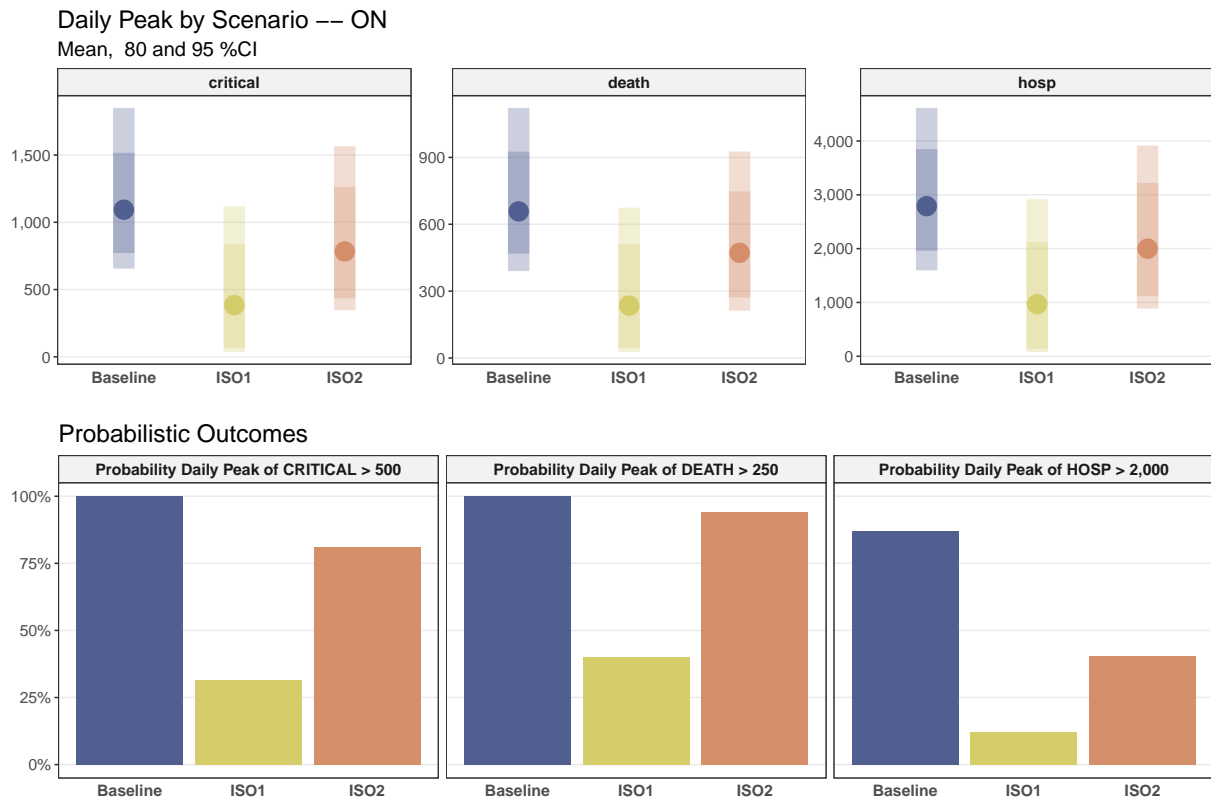 Daily Peak by Scenario −− ON
Mean,  80 and 95 %CI
critical
death
hosp
1,500
1,000
500
0
900
600
300
0
4,000
3,000
2,000
1,000
0
Baseline ISO1 ISO2
Baseline ISO1 ISO2
Baseline ISO1 ISO2
Probabilistic Outcomes
Probability Daily Peak of CRITICAL > 500
Probability Daily Peak of DEATH > 250
Probability Daily Peak of HOSP > 2,000
100%
75%
50%
25%
0%
Baseline ISO1 ISO2
Baseline ISO1 ISO2
Baseline ISO1 ISO2